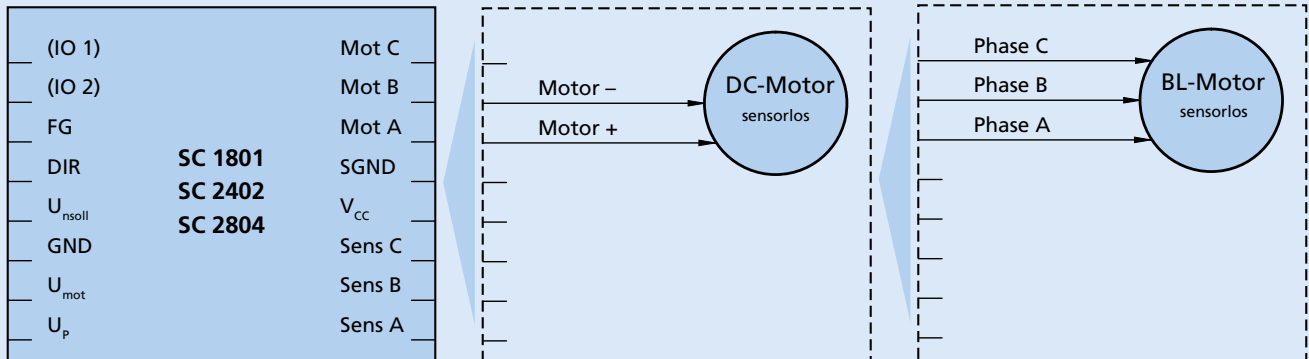 (IO 1)
(IO 2)
FG
DIR
Unsoll
GND
Umot
UP
SC 1801
SC 2402
SC 2804
Mot C
Mot B
Mot A
SGND
VCC
Sens C
Sens B
Sens A
Motor –
Motor +
DC-Motor
sensorlos
Phase C
Phase B
Phase A
BL-Motor
sensorlos